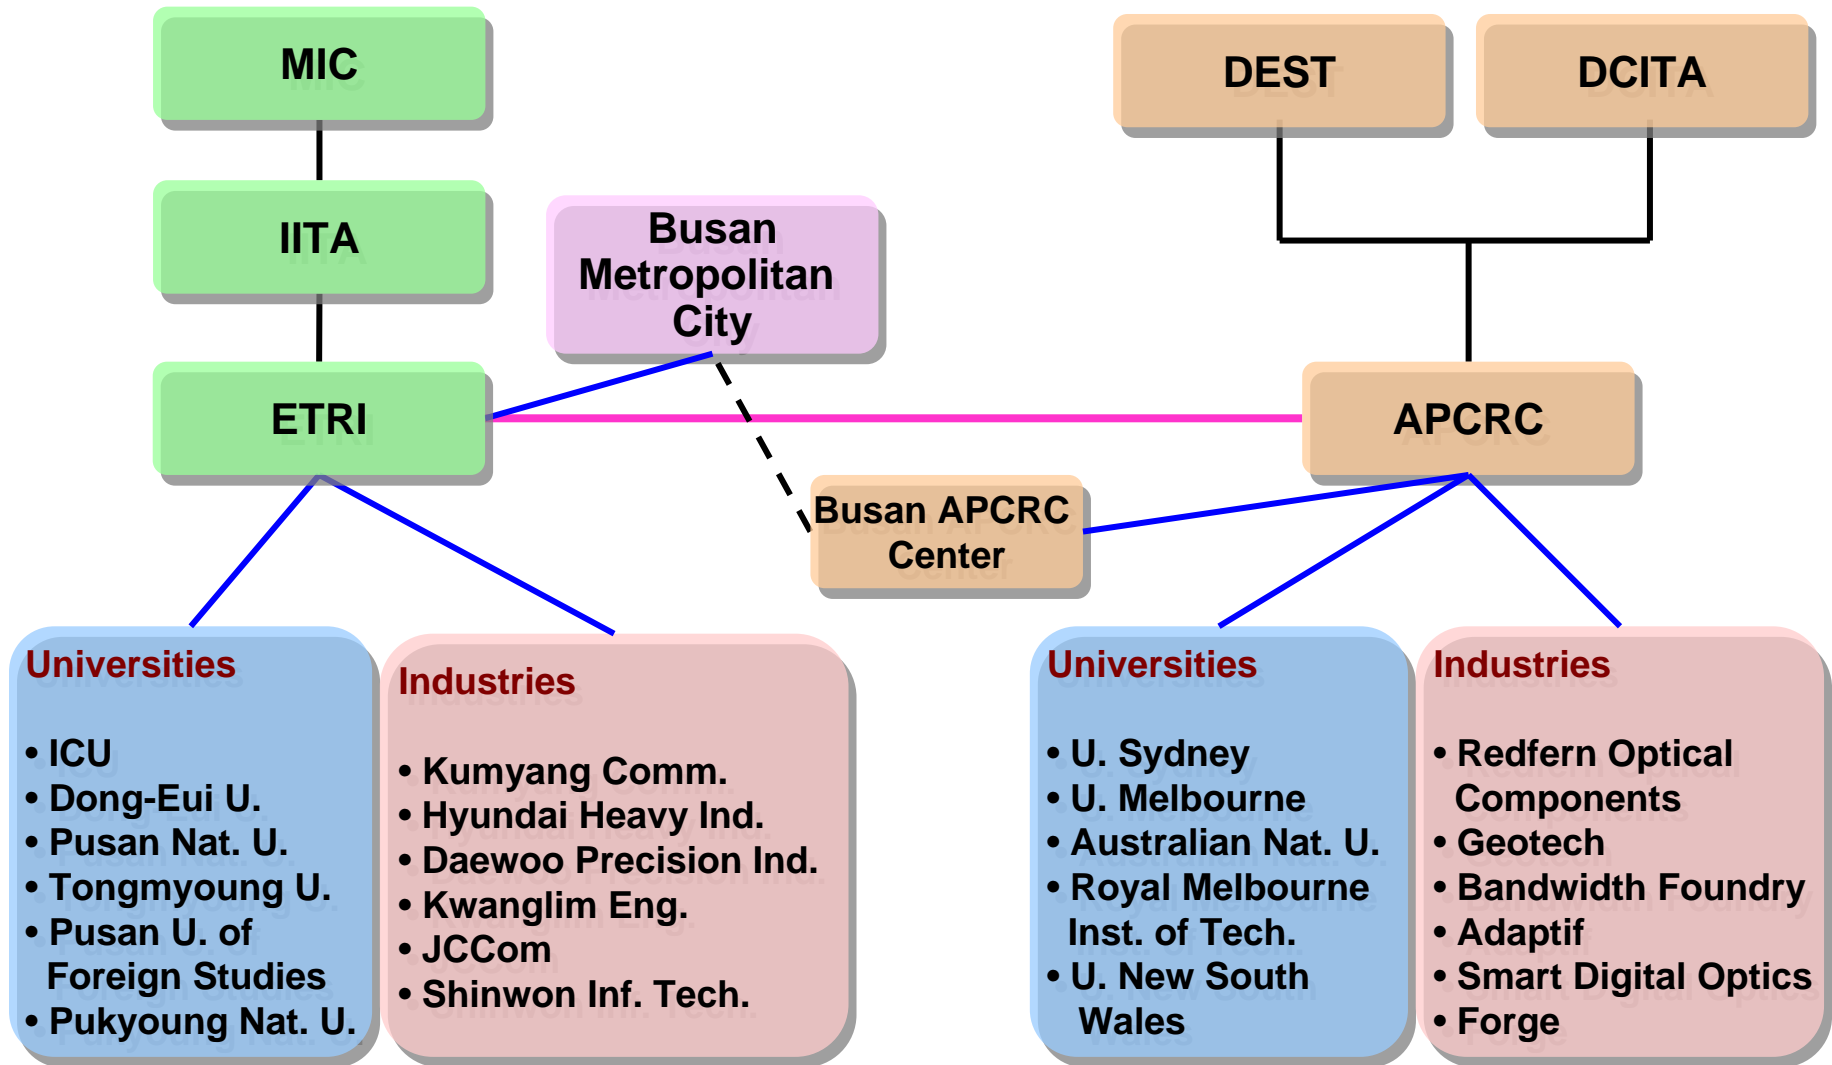 MIC
DEST
DCITA
IITA
Busan
Metropolitan
City
ETRI
APCRC
Busan APCRC
Center
Universities
• ICU
• Dong-Eui U.
• Pusan Nat. U.
• Tongmyoung U.
• Pusan U. of
Foreign Studies
• Pukyoung Nat. U.
Industries
• Kumyang Comm.
• Hyundai Heavy Ind.
• Daewoo Precision Ind.
• Kwanglim Eng.
• JCCom
• Shinwon Inf. Tech.
Universities
• U. Sydney
• U. Melbourne
• Australian Nat. U.
• Royal Melbourne
Inst. of Tech.
• U. New South
Wales
Industries
• Redfern Optical
Components
• Geotech
• Bandwidth Foundry
• Adaptif
• Smart Digital Optics
• Forge